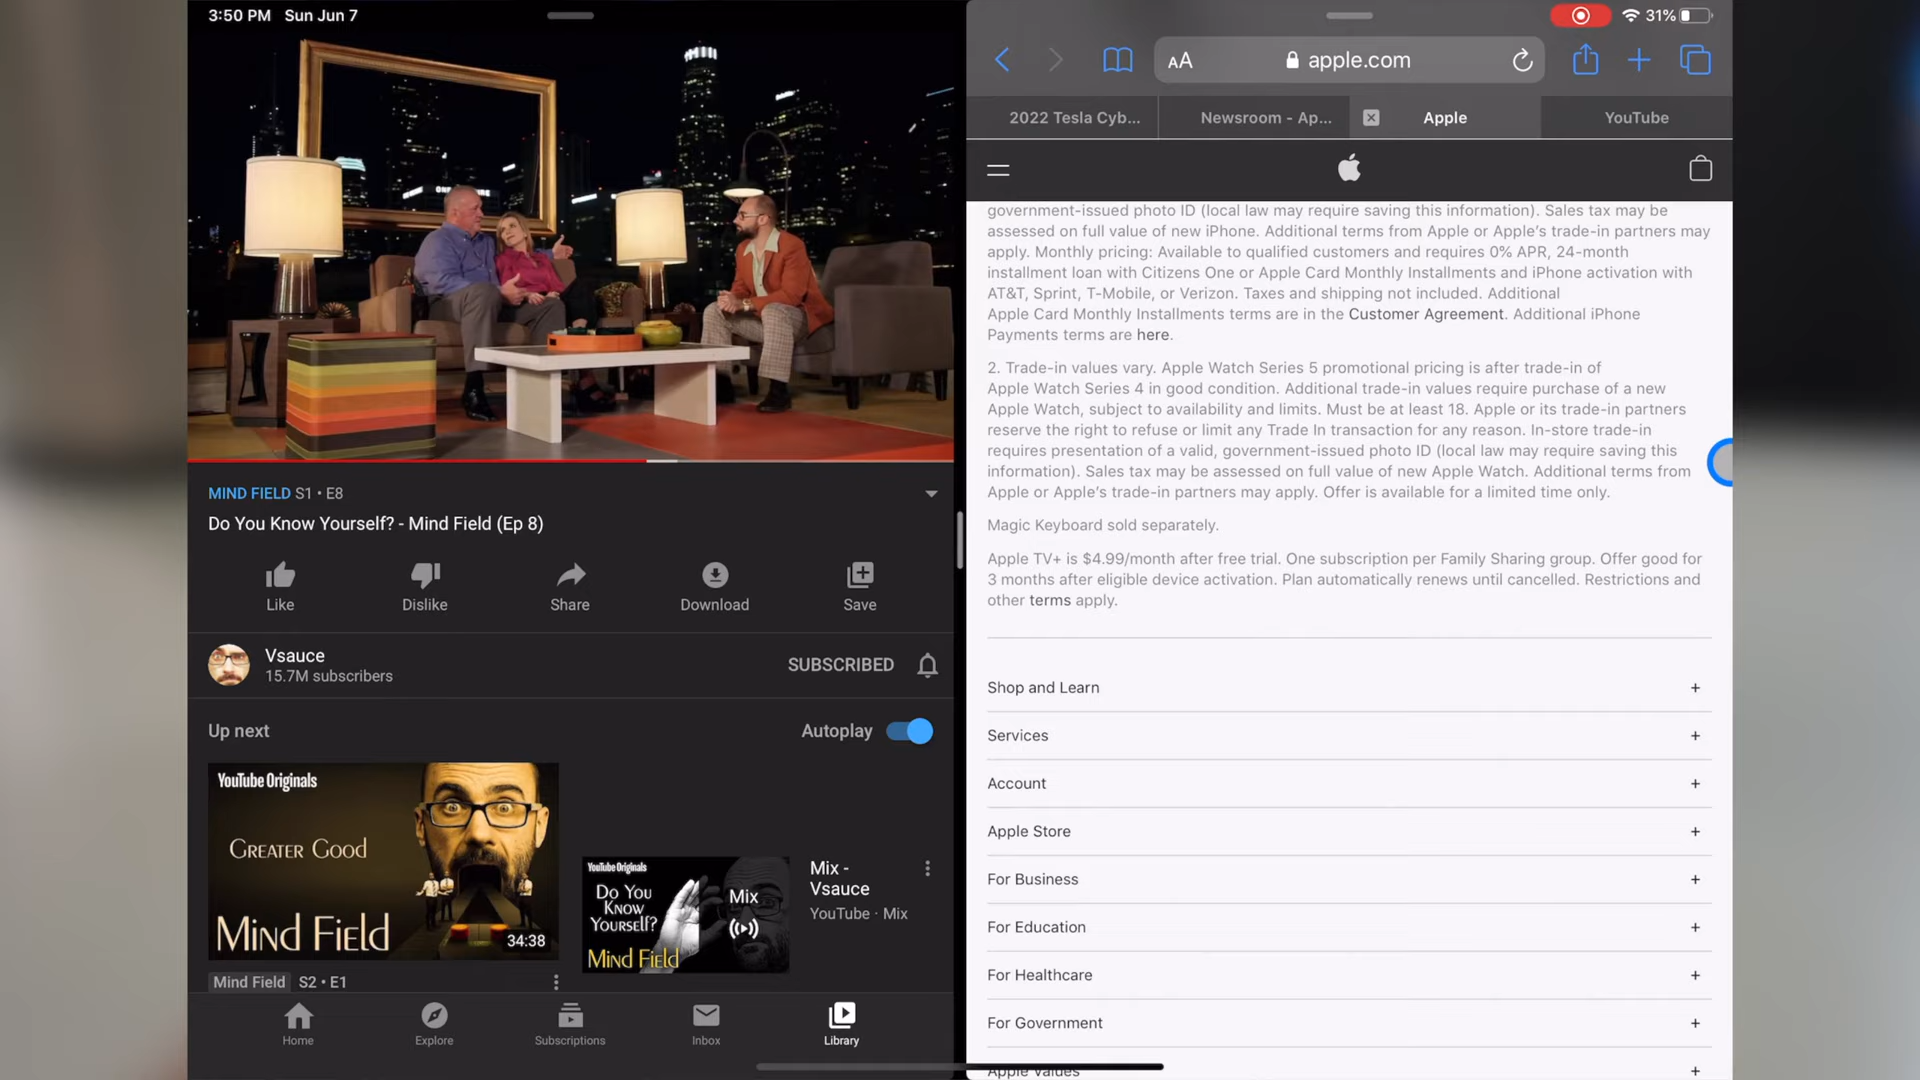 3:50 PM Sun Jun 7
MIND FIELD S1 • E8
Do You Know Yourself? - Mind Field (Ep 8)
Like
Dislike
Share
Download
Save
Vsauce
15.7M subscribers
SUBSCRIBED
Up next
Autoplay
YouTube Originals
GREATER GOOD
MIND FIELD
34:38
YouTube Originals
DO YOU
KNOW
YOURSELF?
MIND FIELD
Mix
Mix -
Vsauce
YouTube · Mix
Mind Field S2 • E1
Home
Explore
Subscriptions
Inbox
Library
31%
AA
apple.com
2022 Tesla Cyb...
Newsroom - Ap...
Apple
YouTube
government-issued photo ID (local law may require saving this information). Sales tax may be
assessed on full value of new iPhone. Additional terms from Apple or Apple's trade-in partners may
apply. Monthly pricing: Available to qualified customers and requires 0% APR, 24-month
installment loan with Citizens One or Apple Card Monthly Installments and iPhone activation with
AT&T, Sprint, T-Mobile, or Verizon. Taxes and shipping not included. Additional
Apple Card Monthly Installments terms are in the Customer Agreement. Additional iPhone
Payments terms are here.
2. Trade-in values vary. Apple Watch Series 5 promotional pricing is after trade-in of
Apple Watch Series 4 in good condition. Additional trade-in values require purchase of a new
Apple Watch, subject to availability and limits. Must be at least 18. Apple or its trade-in partners
reserve the right to refuse or limit any Trade In transaction for any reason. In-store trade-in
requires presentation of a valid, government-issued photo ID (local law may require saving this
information). Sales tax may be assessed on full value of new Apple Watch. Additional terms from
Apple or Apple's trade-in partners may apply. Offer is available for a limited time only.
Magic Keyboard sold separately.
Apple TV+ is $4.99/month after free trial. One subscription per Family Sharing group. Offer good for
3 months after eligible device activation. Plan automatically renews until cancelled. Restrictions and
other terms apply.
Shop and Learn +
Services +
Account +
Apple Store +
For Business +
For Education +
For Healthcare +
For Government +
Apple Values +